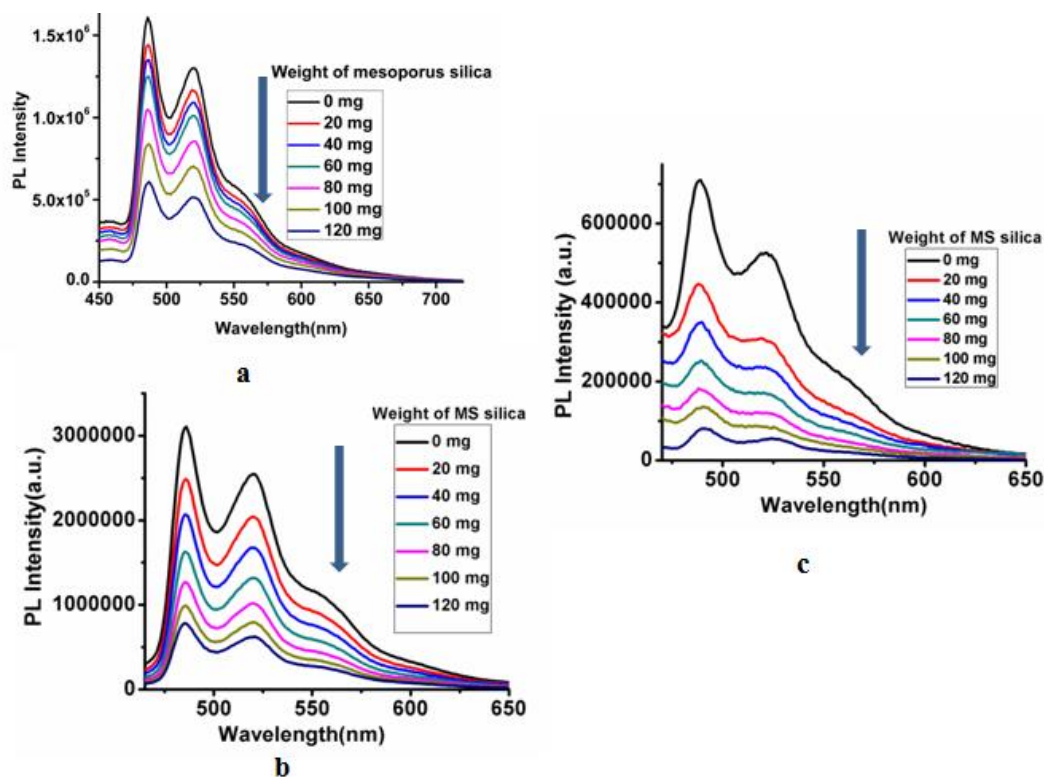 1.5x10⁶
1.0x10⁶
5.0x10⁵
0.0
PL Intensity
Weight of mesoporus silica
0 mg
20 mg
40 mg
60 mg
80 mg
100 mg
120 mg
450 500 550 600 650 700
Wavelength(nm)
a
3000000
2000000
1000000
0
PL Intensity(a.u.)
Weight of MS silica
0 mg
20 mg
40 mg
60 mg
80 mg
100 mg
120 mg
500 550 600 650
Wavelength(nm)
b
600000
400000
200000
0
PL Intensity (a.u.)
Weight of MS silica
0 mg
20 mg
40 mg
60 mg
80 mg
100 mg
120 mg
500 550 600 650
Wavelength(nm)
c